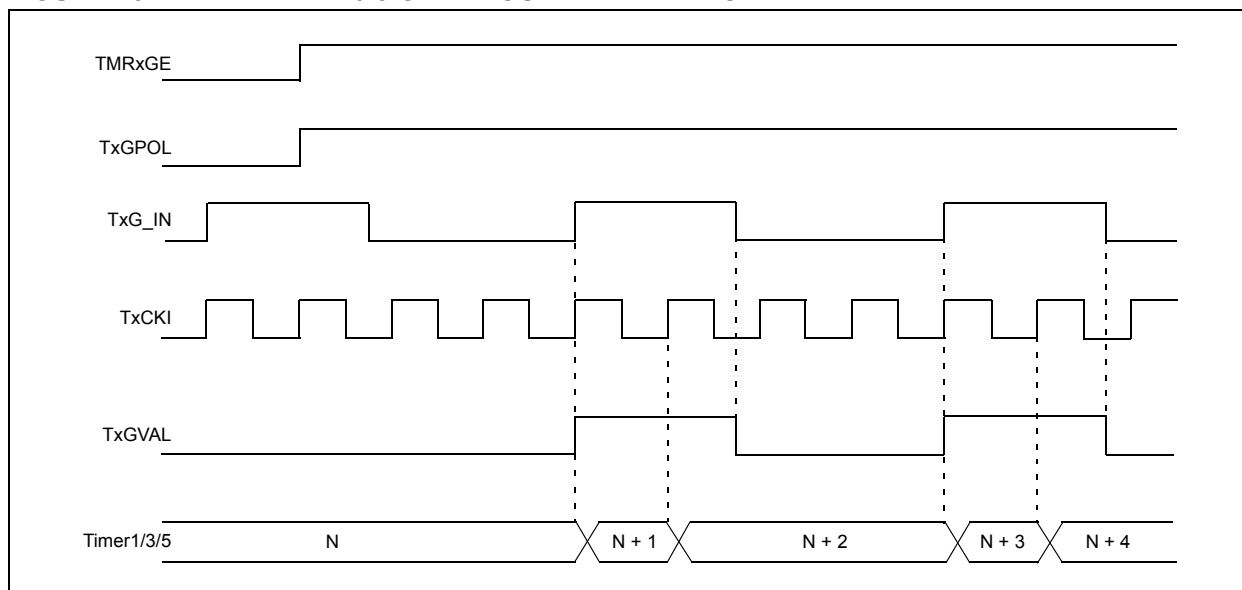 TMRxGE
TxGPOL
TxG_IN
TxCKI
TxGVAL
Timer1/3/5 N N + 1 N + 2 N + 3 N + 4